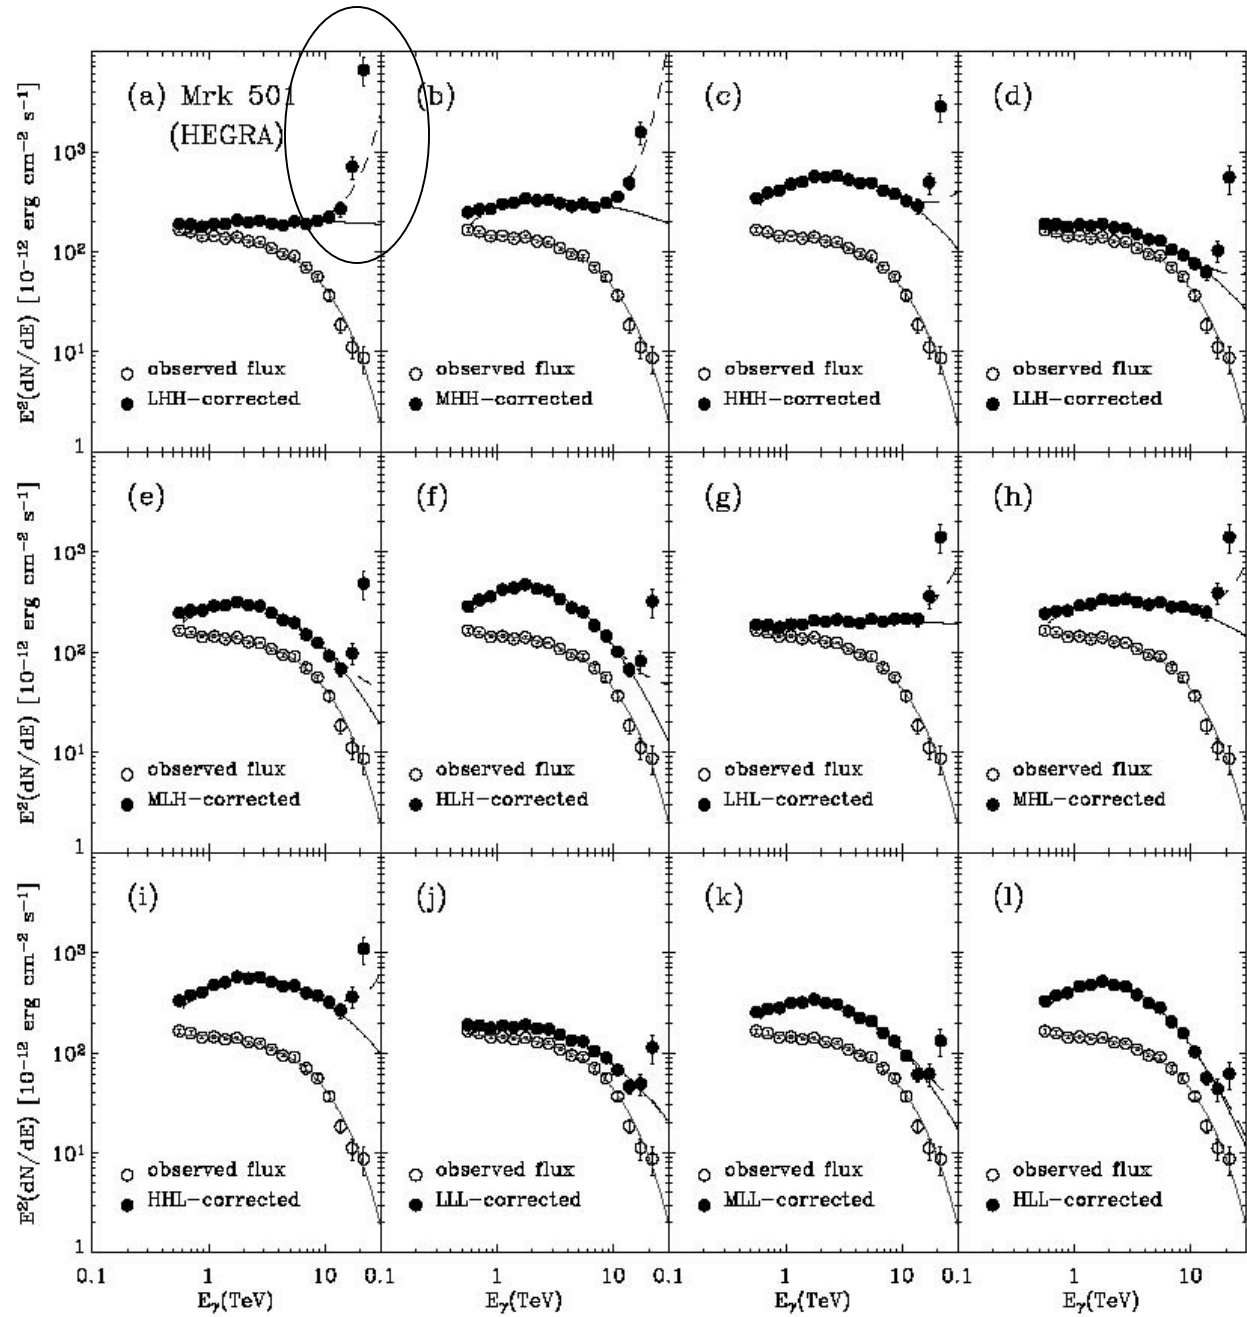 (a) Mrk 501
(HEGRA)
(b)
(c)
(d)
E²(dN/dE) [10⁻¹² erg cm⁻² s⁻¹]
10³
10²
10¹
1
observed flux
LHH-corrected
observed flux
MHH-corrected
observed flux
HHH-corrected
observed flux
LLH-corrected
(e)
(f)
(g)
(h)
E²(dN/dE) [10⁻¹² erg cm⁻² s⁻¹]
10³
10²
10¹
1
observed flux
MLH-corrected
observed flux
HLH-corrected
observed flux
LHL-corrected
observed flux
MHL-corrected
(i)
(j)
(k)
(l)
E²(dN/dE) [10⁻¹² erg cm⁻² s⁻¹]
10³
10²
10¹
1
observed flux
HHL-corrected
observed flux
LLL-corrected
observed flux
MLL-corrected
observed flux
HLL-corrected
0.1 1 10 0.1 1 10 0.1 1 10 0.1 1 10
Eγ(TeV) Eγ(TeV) Eγ(TeV) Eγ(TeV)